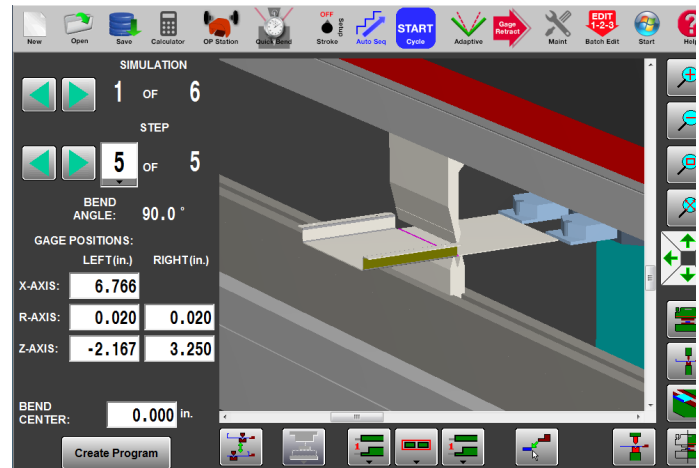 New
Open
Save
Calculator
OP Station
Quick Bend
OFF
Setup
Stroke
Auto Seq
START
Cycle
Adaptive
Gage
Retract
Maint
EDIT
1-2-3
Batch Edit
Start
Help
SIMULATION
1 OF 6
STEP
5 OF 5
BEND
ANGLE: 90.0 °
GAGE POSITIONS:
LEFT(in.) RIGHT(in.)
X-AXIS: 6.766
R-AXIS: 0.020 0.020
Z-AXIS: -2.167 3.250
BEND
CENTER: 0.000 in.
Create Program
1
1